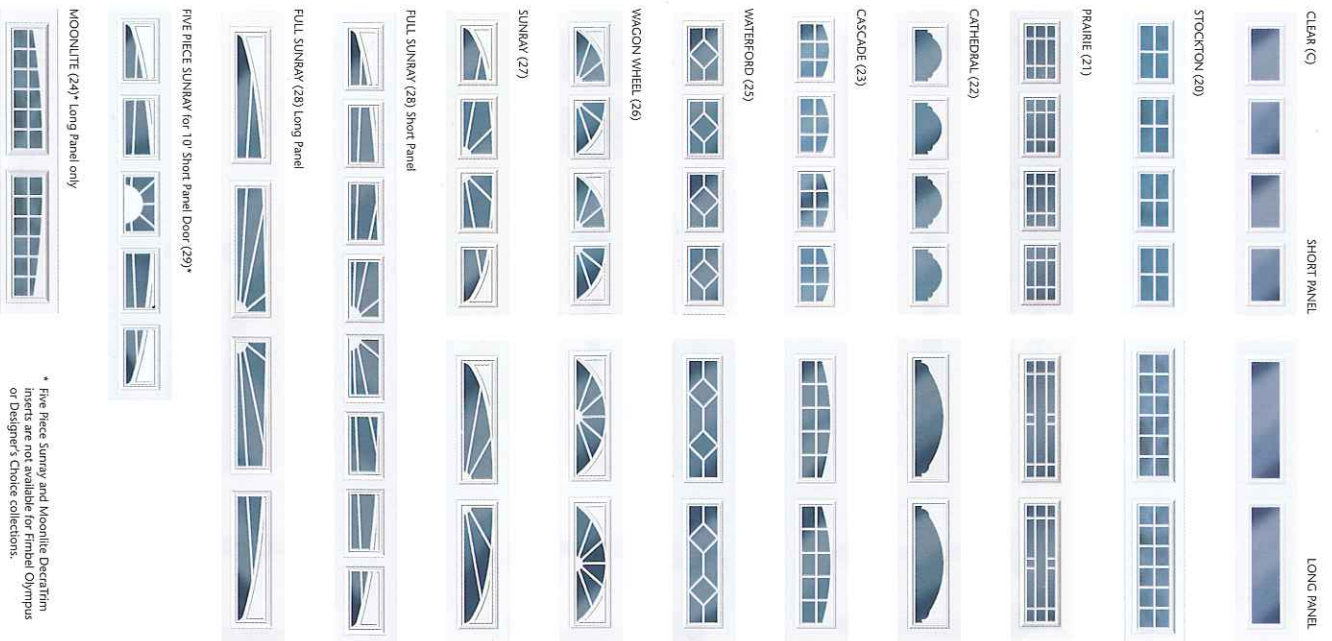 SHORT PANEL
LONG PANEL
CLEAR (C)
STOCKTON (20)
PRAIRIE (21)
CATHEDRAL (22)
CASCADE (23)
WATERFORD (25)
WAGON WHEEL (26)
SUNRAY (27)
FULL SUNRAY (28) Short Panel
FULL SUNRAY (28) Long Panel
FIVE PIECE SUNRAY for 10' Short Panel Door (29)*
MOONLITE (24)* Long Panel only
* Five Piece Sunray and Moonlite DecraTrim
inserts are not available for Fimbel Olympus
or Designer's Choice collections.